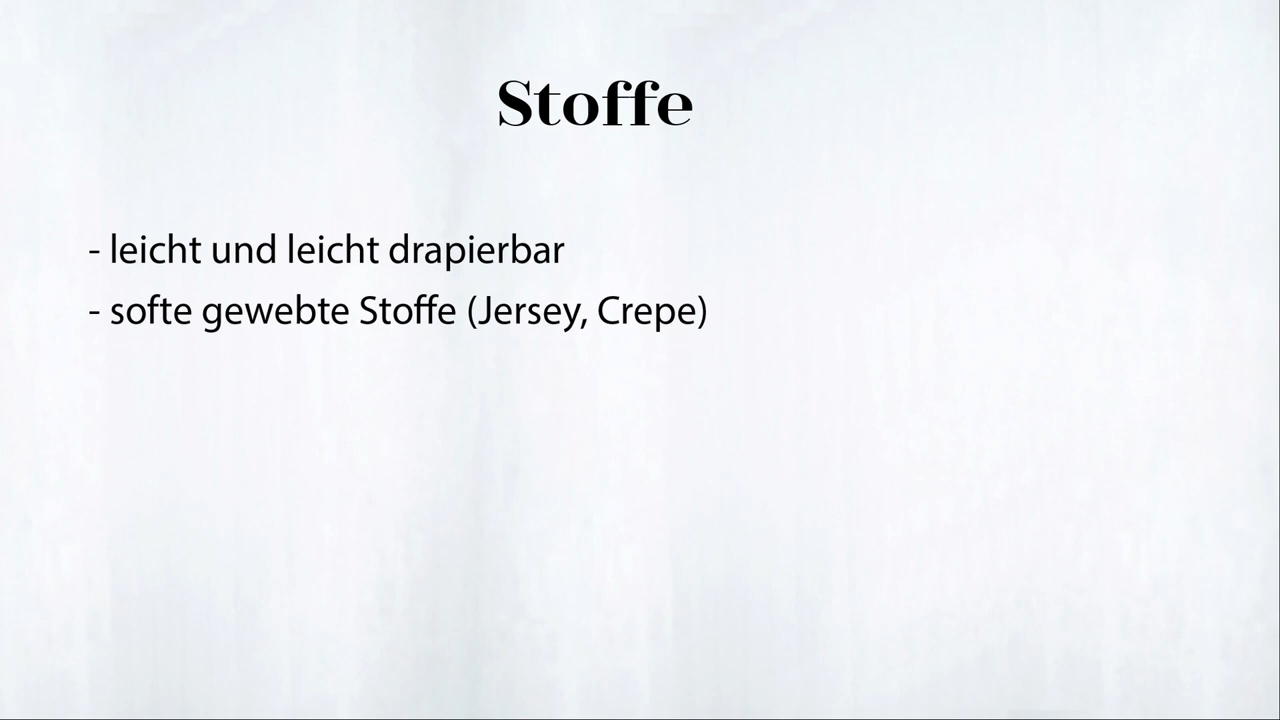 Stoffe
- leicht und leicht drapierbar
- softe gewebte Stoffe (Jersey, Crepe)